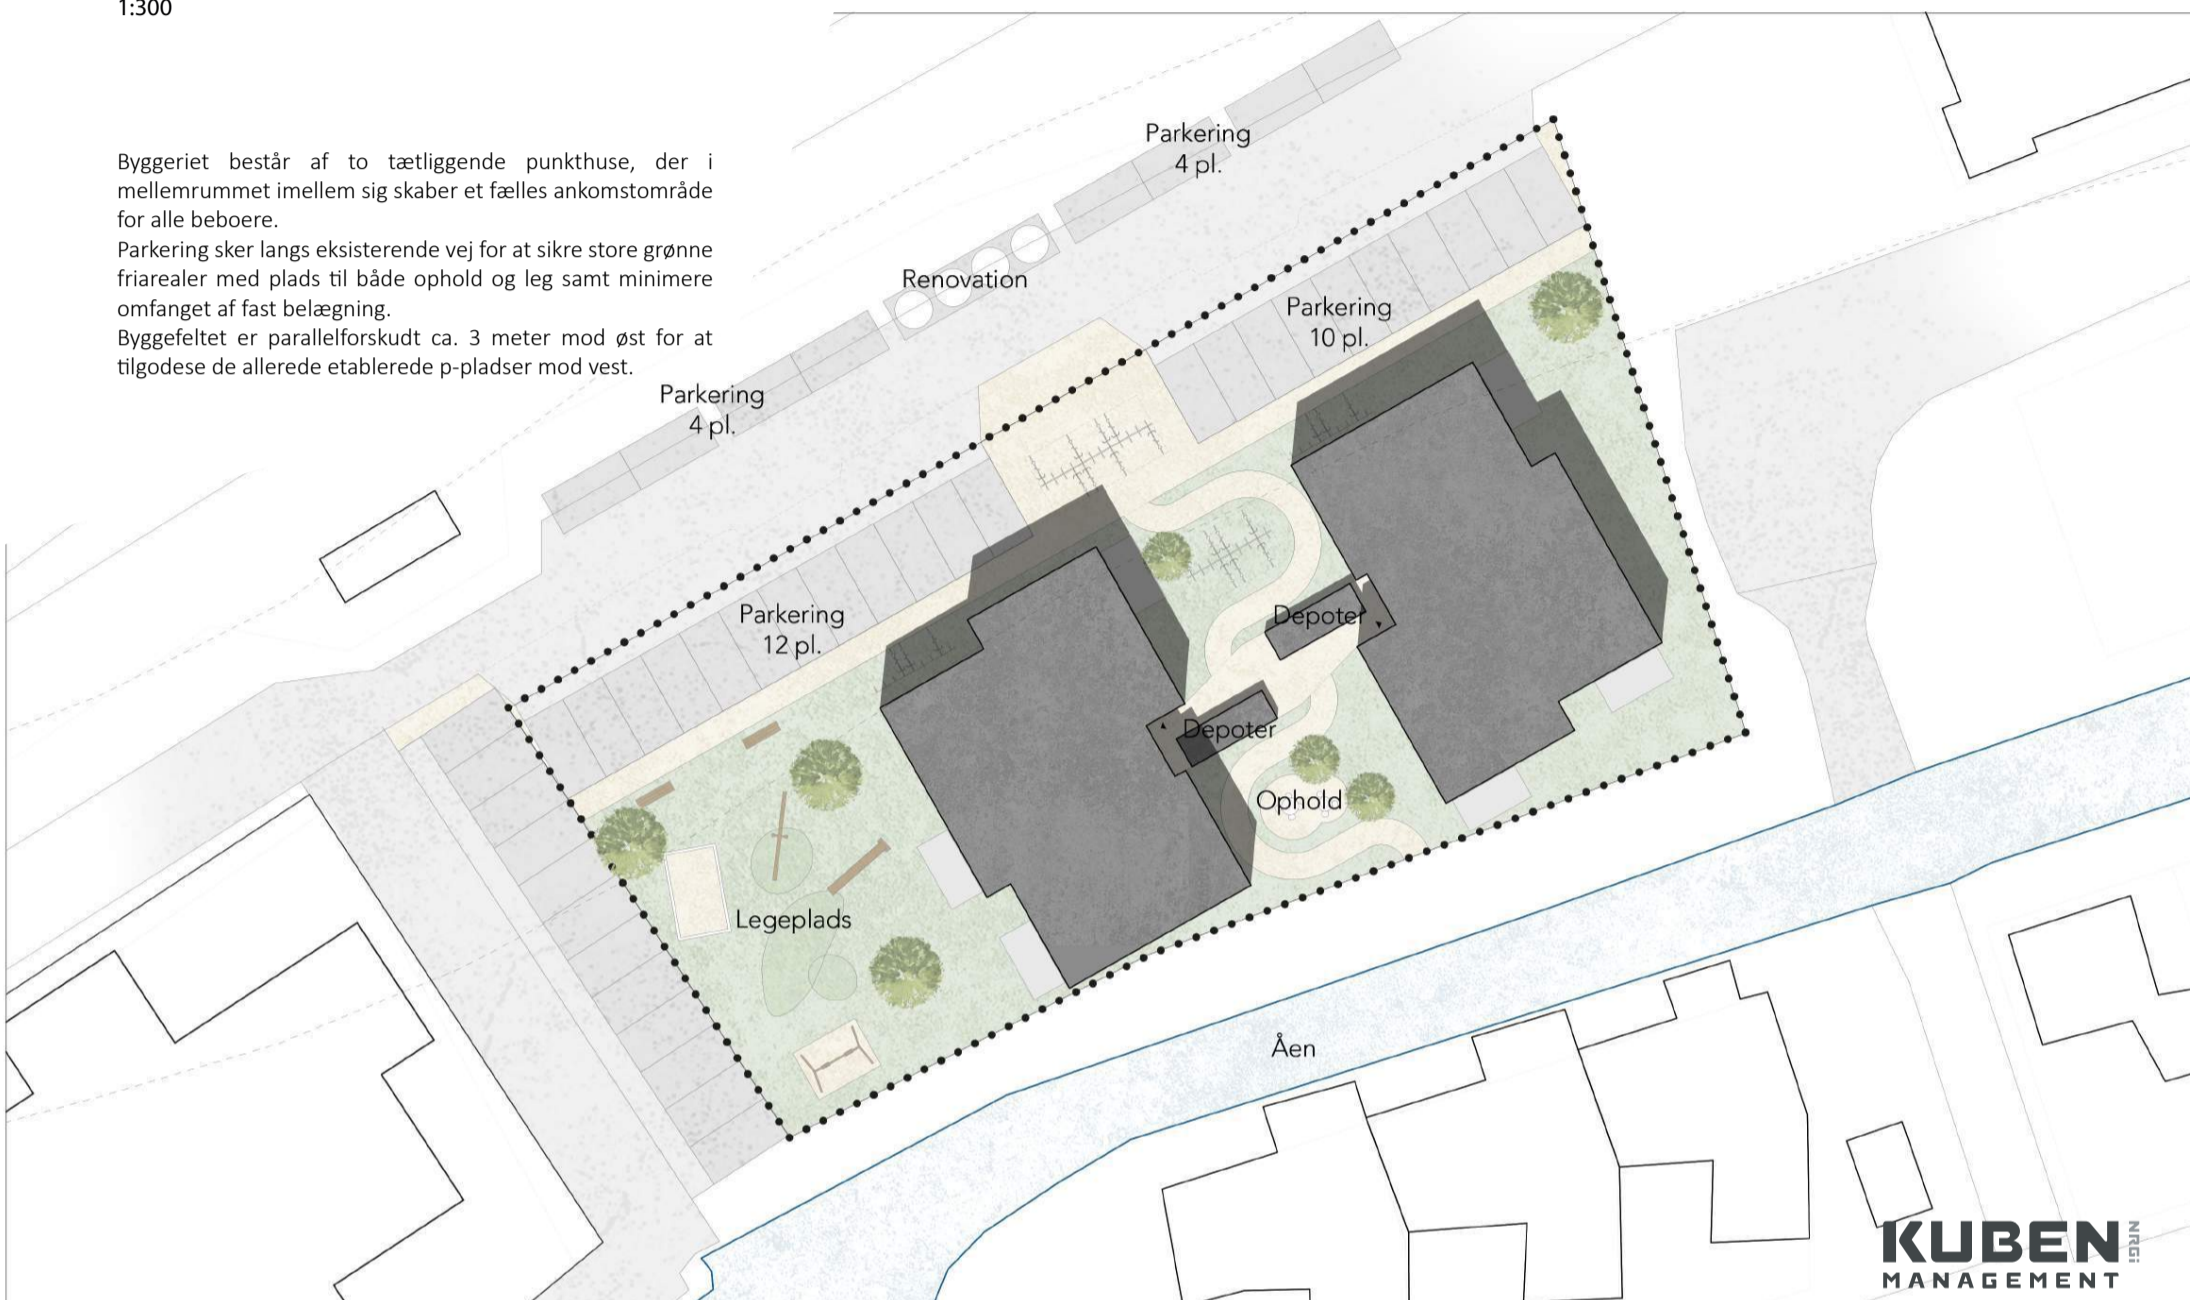 1:300
Byggeriet består af to tætliggende punkthuse, der i
mellemrummet imellem sig skaber et fælles ankomstområde
for alle beboere.
Parkering sker langs eksisterende vej for at sikre store grønne
friarealer med plads til både ophold og leg samt minimere
omfanget af fast belægning.
Byggefeltet er parallelforskudt ca. 3 meter mod øst for at
tilgodese de allerede etablerede p-pladser mod vest.
Parkering
4 pl.
Renovation
Parkering
10 pl.
Parkering
4 pl.
Parkering
12 pl.
Depoter
Depoter
Ophold
Legeplads
Åen
KUBEN
NRGI
MANAGEMENT